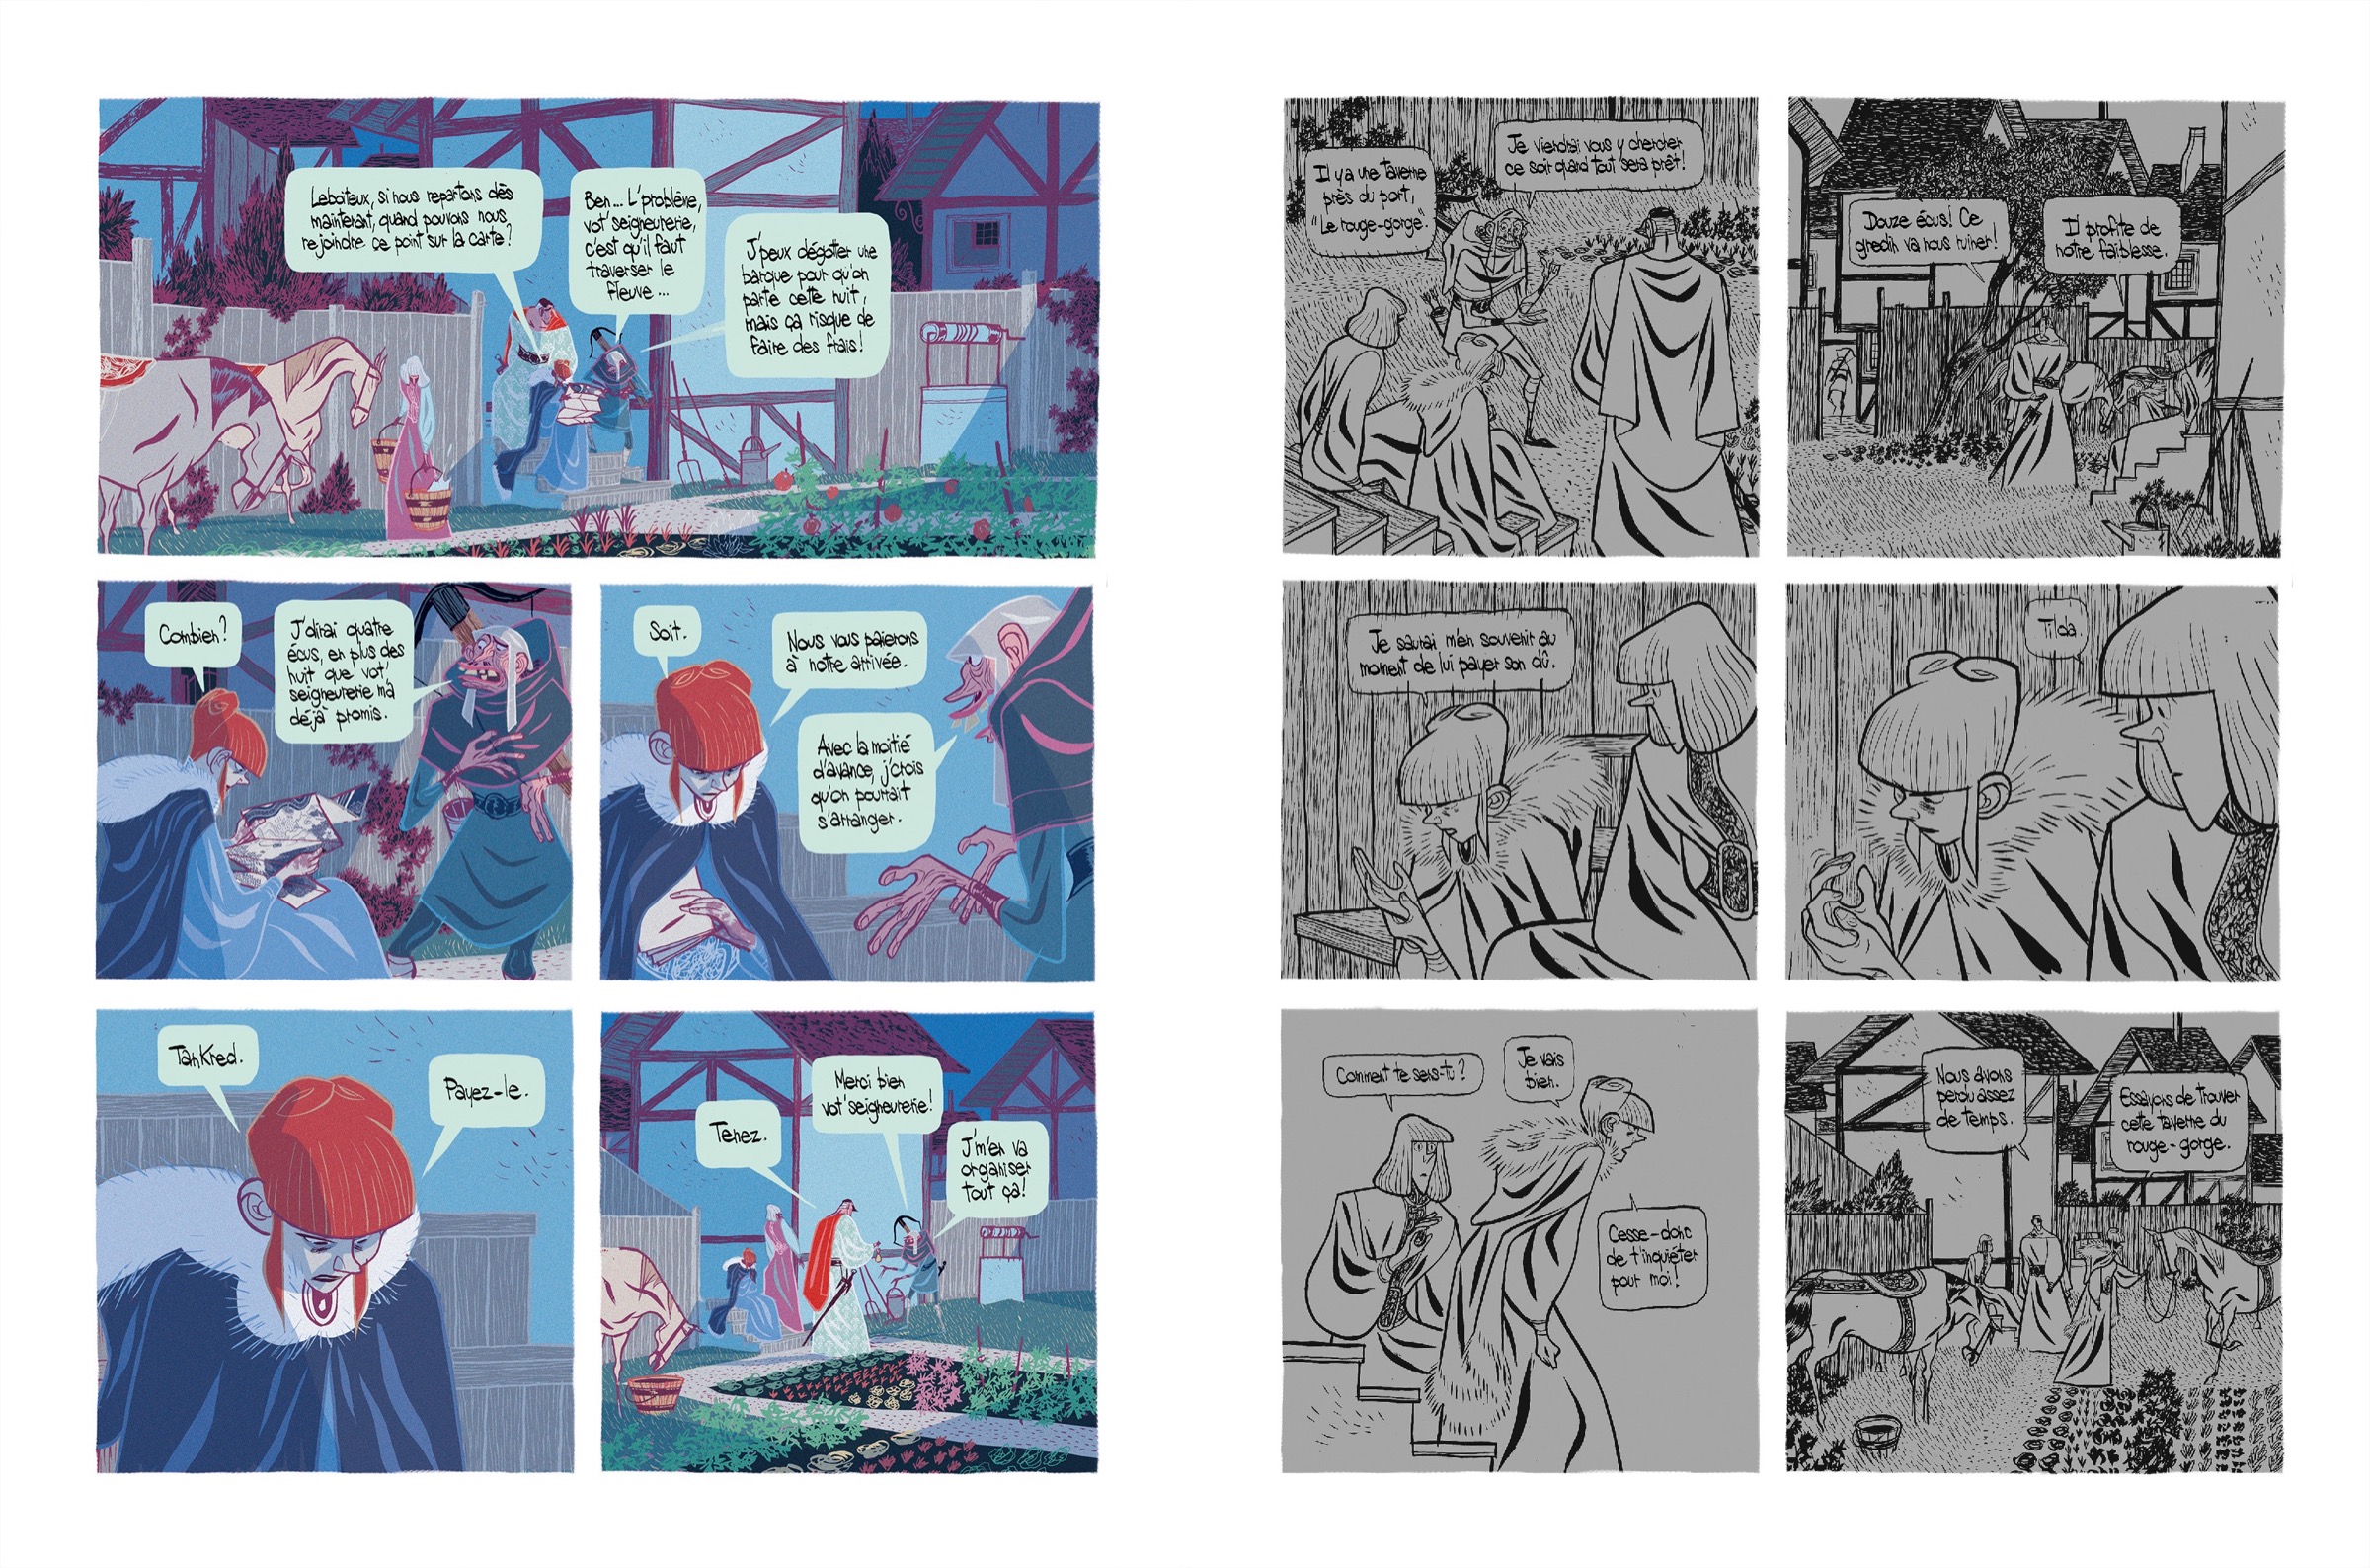 Leboiteux, si nous repartons dès
maintenant, quand pouvons nous
rejoindre ce point sur la carte?
Ben... L'problème,
vot'seigneurerie,
c'est qu'il faut
traverser le
fleuve...
J'peux dégoter une
barque pour qu'on
parte cette nuit,
mais ça risque de
faire des frais!
Combien?
J'dirai quatre
écus, en plus des
huit que vot'
seigneurerie m'a
déjà promis.
Soit.
Nous vous paierons
à notre arrivée.
Avec la moitié
d'avance, j'crois
qu'on pourrait
s'arranger.
Tankred.
Payez-le.
Tenez.
Merci bien
vot'seigneurerie!
J'm'en va
organiser
tout ça!
Il y a une taverne
près du port,
"Le rouge-gorge".
Je viendrai vous y chercher
ce soir quand tout sera prêt!
Douze écus! Ce
gredin va nous ruiner!
Il profite de
notre faiblesse.
Je saurai m'en souvenir au
moment de lui payer son dû.
Tilda.
Comment te sens-tu?
Je vais
bien.
Cesse-donc
de t'inquiéter
pour moi!
Nous avons
perdu assez
de temps.
Essayons de trouver
cette taverne du
rouge-gorge.